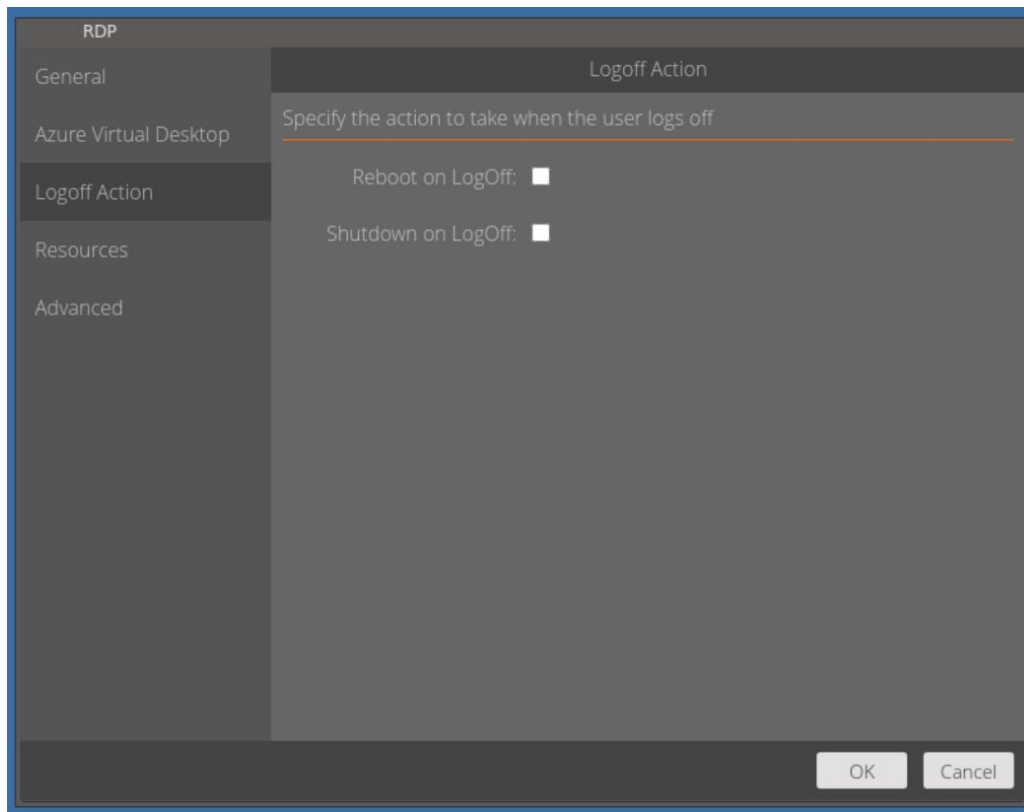 RDP
General
Azure Virtual Desktop
Logoff Action
Resources
Advanced
Logoff Action
Specify the action to take when the user logs off
Reboot on LogOff:
Shutdown on LogOff:
OK
Cancel